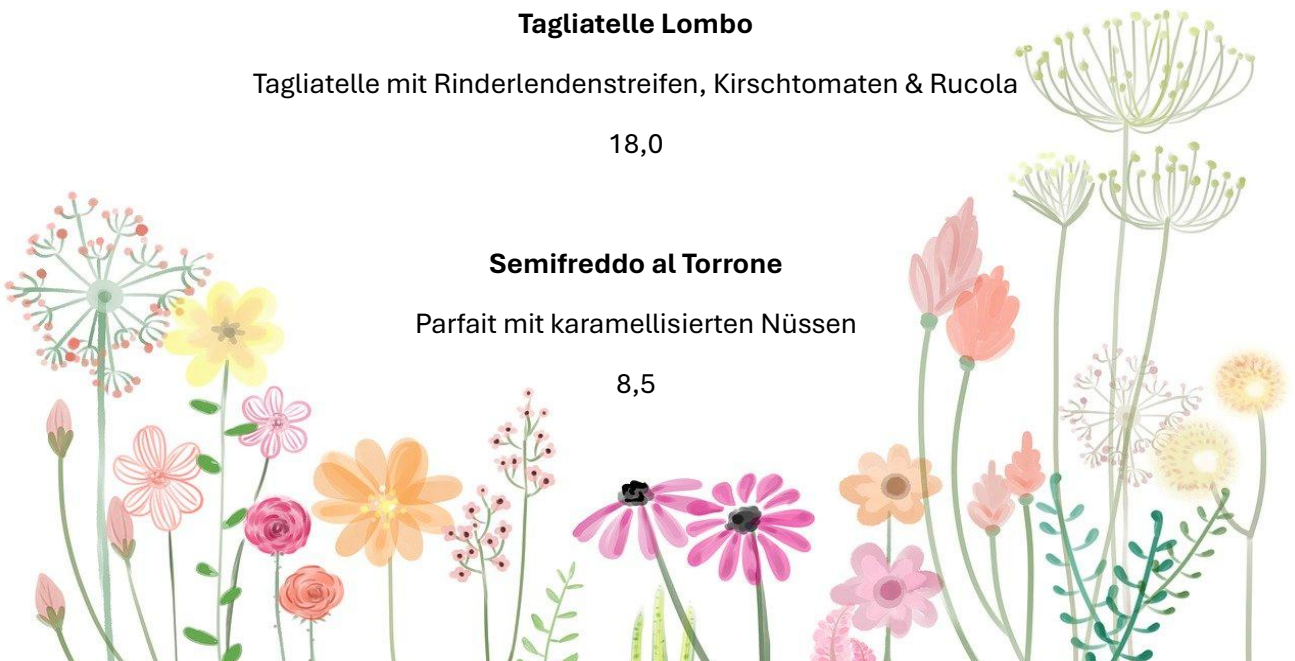 Tagliatelle Lombo
Tagliatelle mit Rinderlendenstreifen, Kirschtomaten & Rucola
18,0
Semifreddo al Torrone
Parfait mit karamellisierten Nüssen
8,5